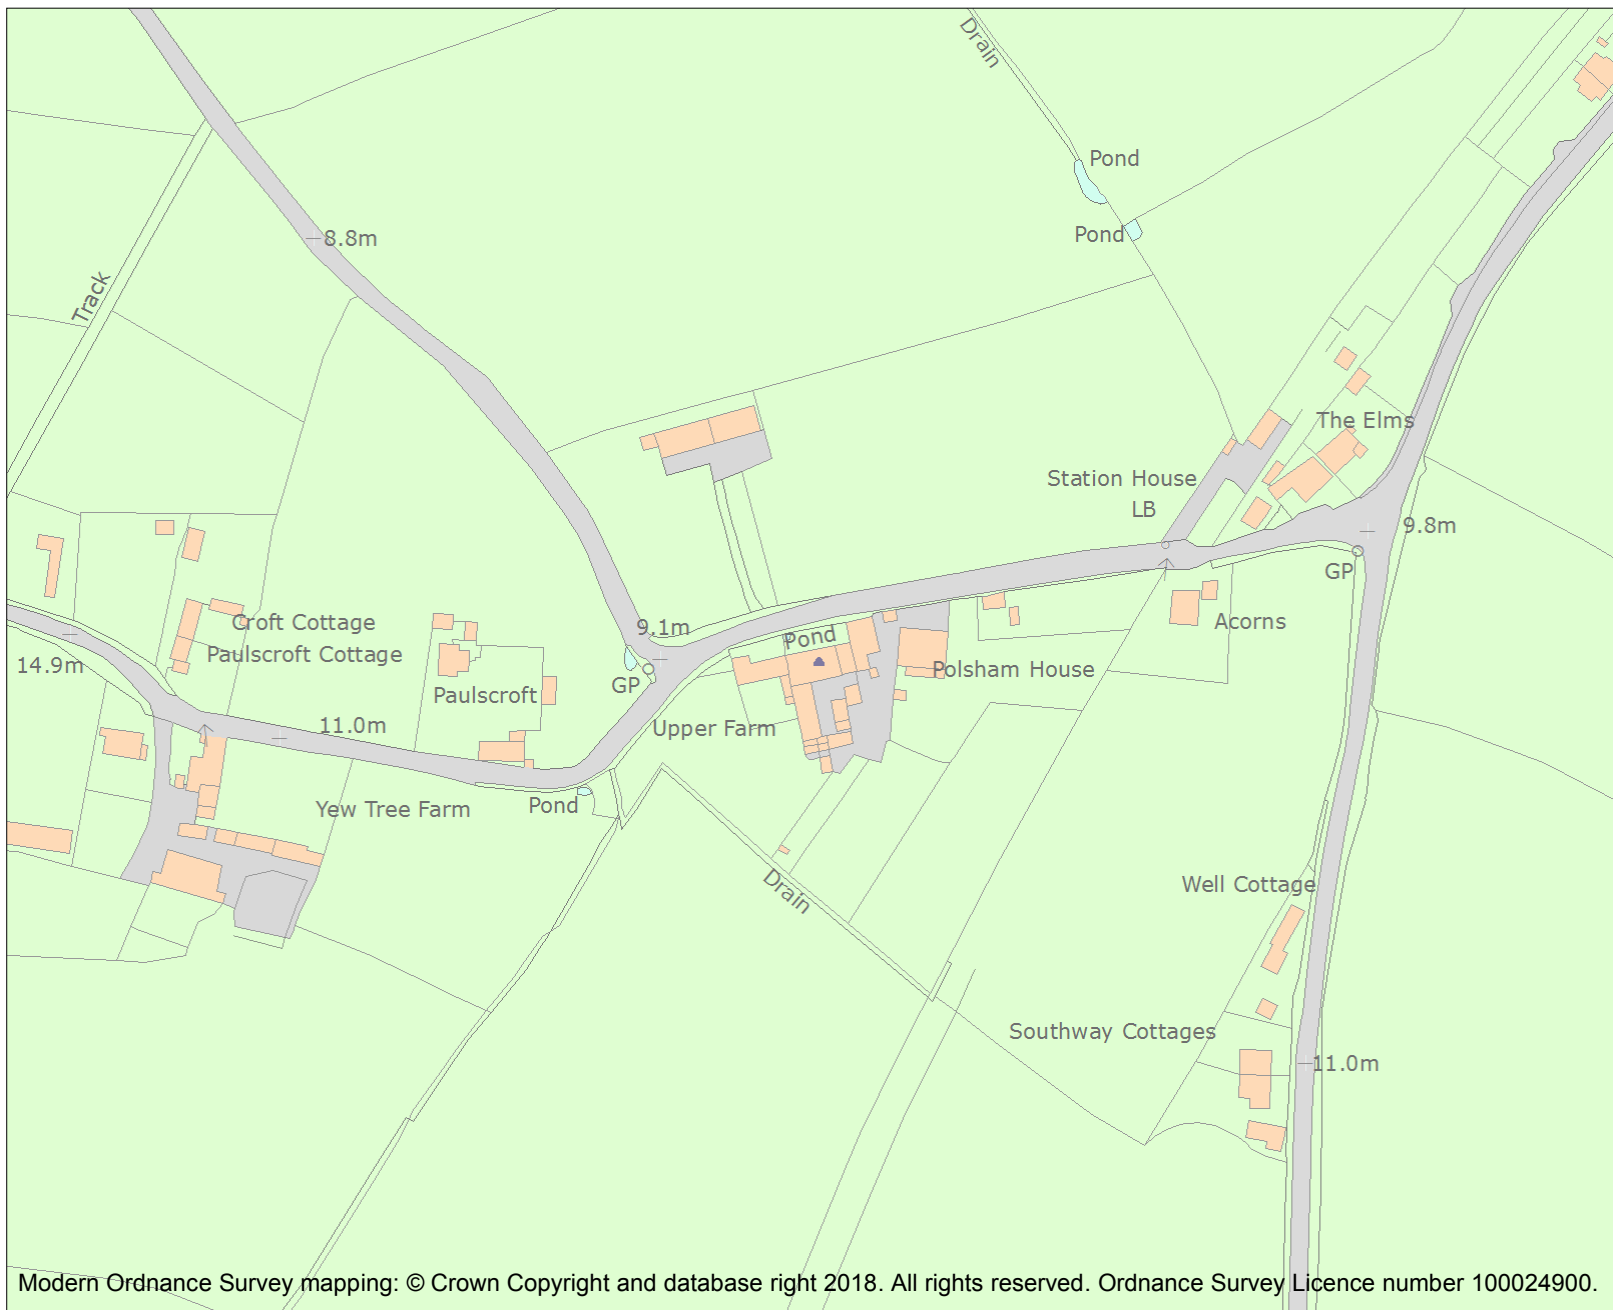 Drain
Pond
Pond
8.8m
Track
The Elms
Station House
LB
9.8m
GP
Croft Cottage
Paulscroft Cottage
9.1m
Pond
Acorns
14.9m
Polsham House
GP
Paulscroft
11.0m
Upper Farm
Yew Tree Farm
Pond
Drain
Well Cottage
Southway Cottages
11.0m
Modern Ordnance Survey mapping: © Crown Copyright and database right 2018. All rights reserved. Ordnance Survey Licence number 100024900.